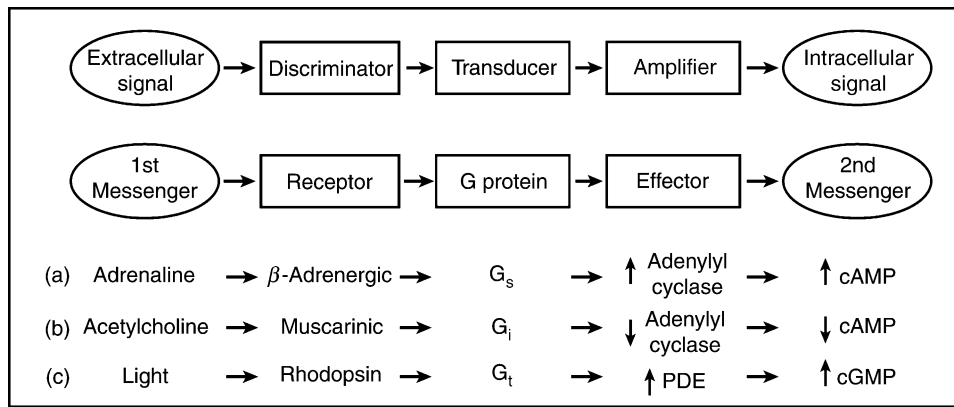 Extracellular signal → Discriminator → Transducer → Amplifier → Intracellular signal
1st Messenger → Receptor → G protein → Effector → 2nd Messenger
(a) Adrenaline → β-Adrenergic → Gₛ → ↑ Adenylyl cyclase → ↑ cAMP
(b) Acetylcholine → Muscarinic → Gᵢ → ↓ Adenylyl cyclase → ↓ cAMP
(c) Light → Rhodopsin → Gₜ → ↑ PDE → ↑ cGMP